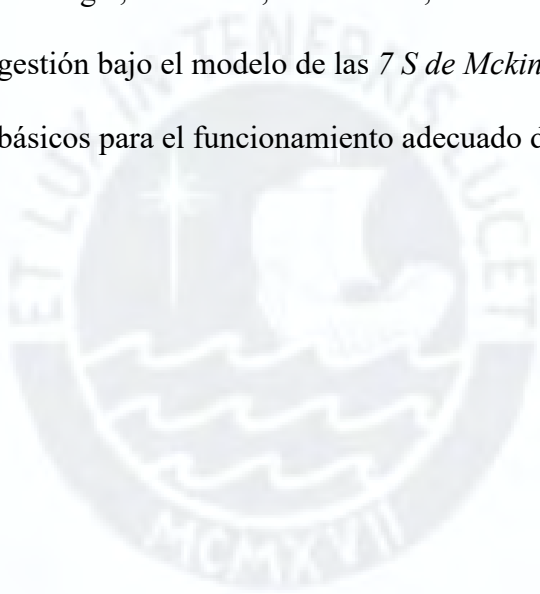 gestión bajo el modelo de las 7 S de Mckin
básicos para el funcionamiento adecuado d
ET LUX IN TENEBRIS LUCET
MCMXVII